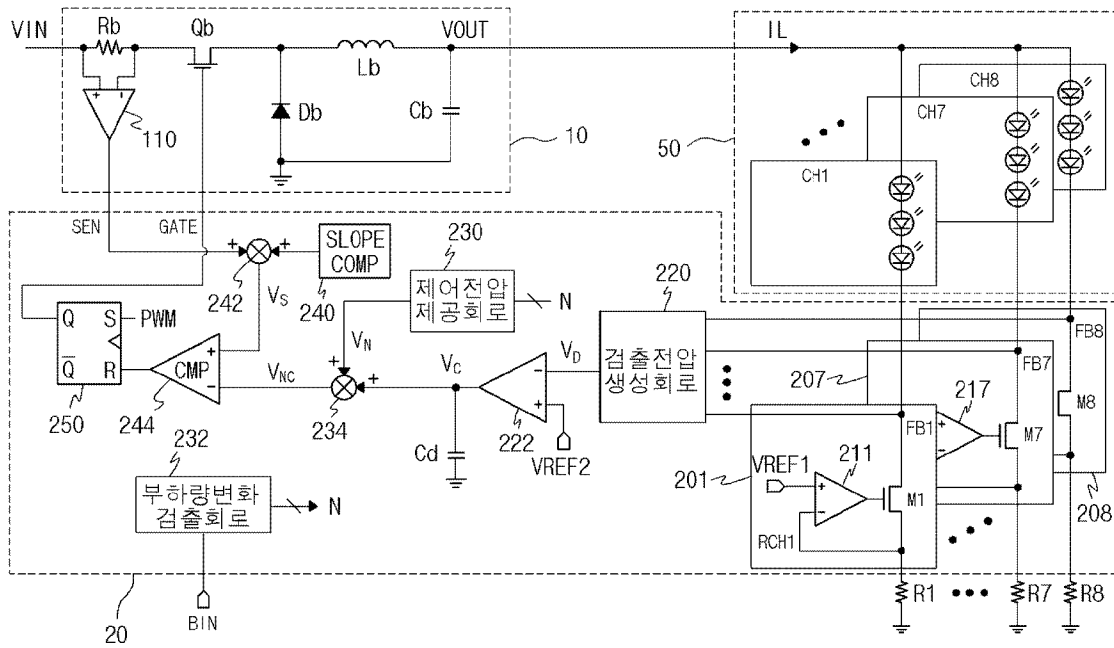 VIN
Rb
Qb
Lb
VOUT
IL
Db
Cb
110
10
50
CH8
CH7
CH1
SEN
GATE
242
SLOPE
COMP
240
230
제어전압
제공회로
N
220
검출전압
생성회로
FB8
FB7
FB1
207
217
M8
M7
208
Q
S
PWM
Q
R
250
CMP
244
VS
VN
VNC
234
VC
VD
222
Cd
VREF2
201
VREF1
211
M1
RCH1
232
부하량변화
검출회로
N
R1
R7
R8
20
BIN